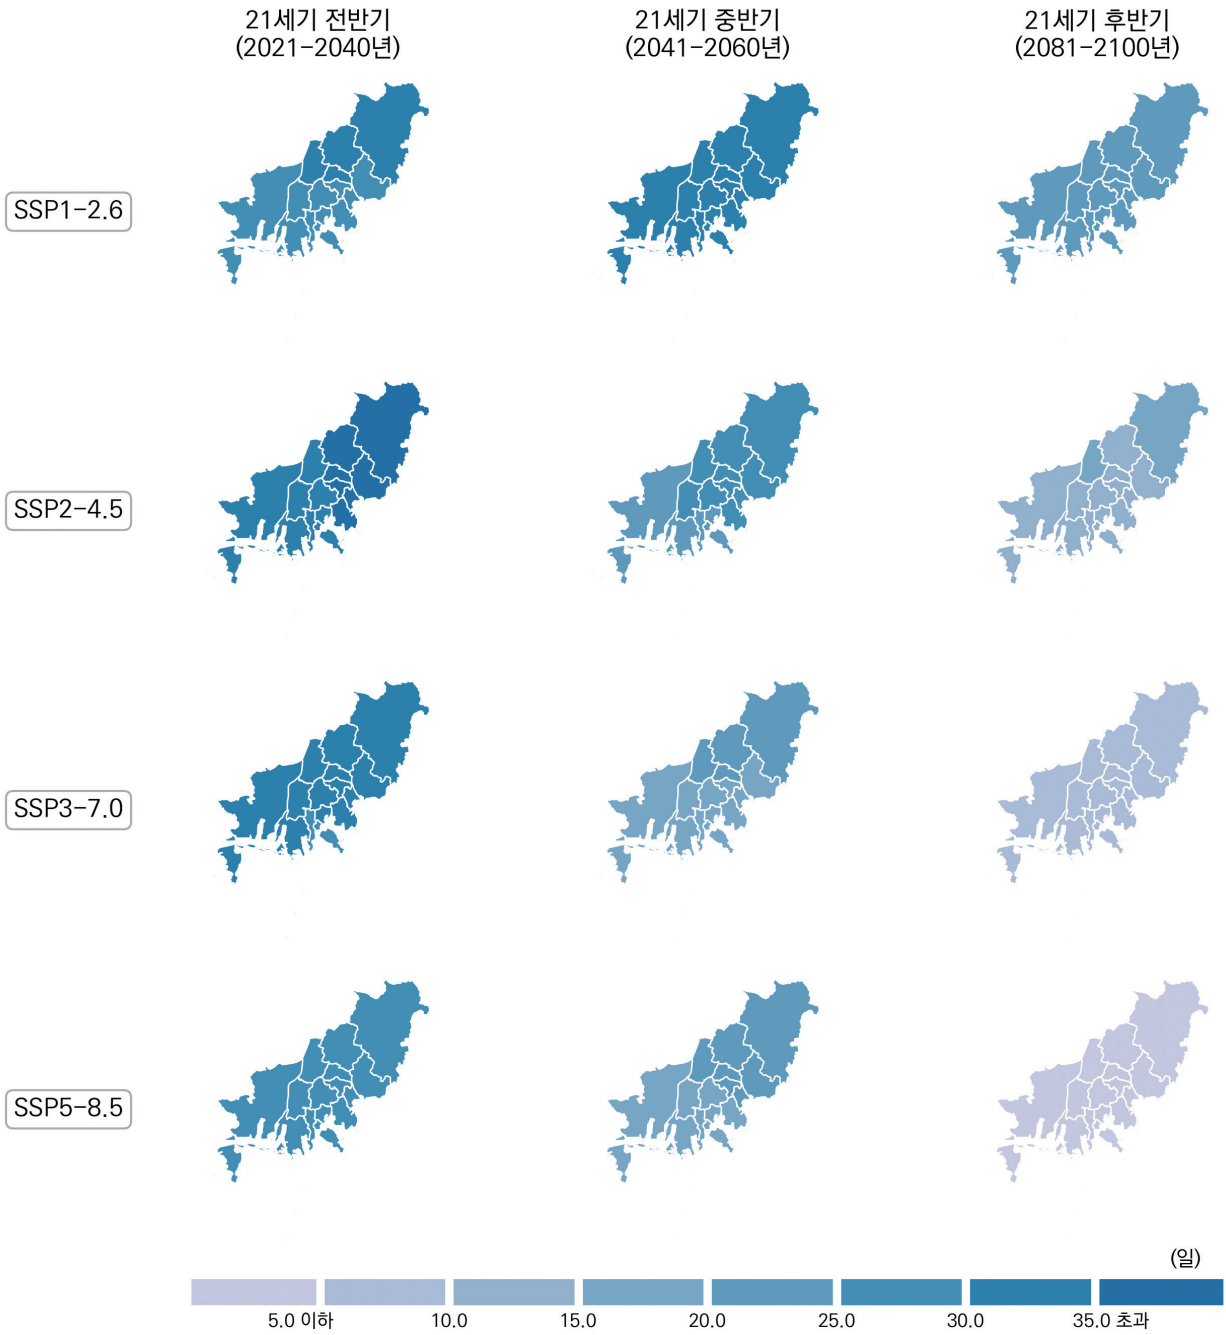 21세기 전반기
(2021-2040년)
21세기 중반기
(2041-2060년)
21세기 후반기
(2081-2100년)
SSP1-2.6
SSP2-4.5
SSP3-7.0
SSP5-8.5
(일)
5.0 이하
10.0
15.0
20.0
25.0
30.0
35.0 초과